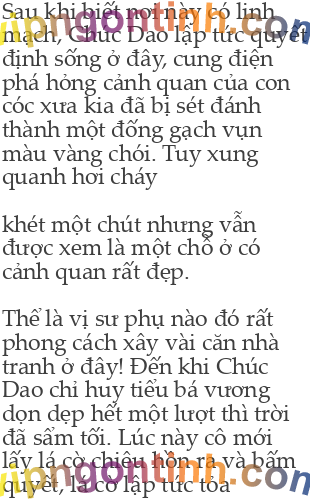 Sau khi biết nơi này có linh
mạch, Chúc Dao lập tức quyết
định sống ở đây, cung điện
phá hỏng cảnh quan của con
cóc xưa kia đã bị sét đánh
thành một đống gạch vụn
màu vàng chói. Tuy xung
quanh hơi cháy
khét một chút nhưng vẫn
được xem là một chỗ ở có
cảnh quan rất đẹp.
Thể là vị sư phụ nào đó rất
phong cách xây vài căn nhà
tranh ở đây! Đến khi Chúc
Dao chỉ huy tiểu bá vương
dọn dẹp hết một lượt thì trời
đã sẩm tối. Lúc này cô mới
lấy lá cờ chiêu hồn ra và bấm
quyết, lá cờ lập tức tỏa
vipngontinh.com
vipngontinh.com